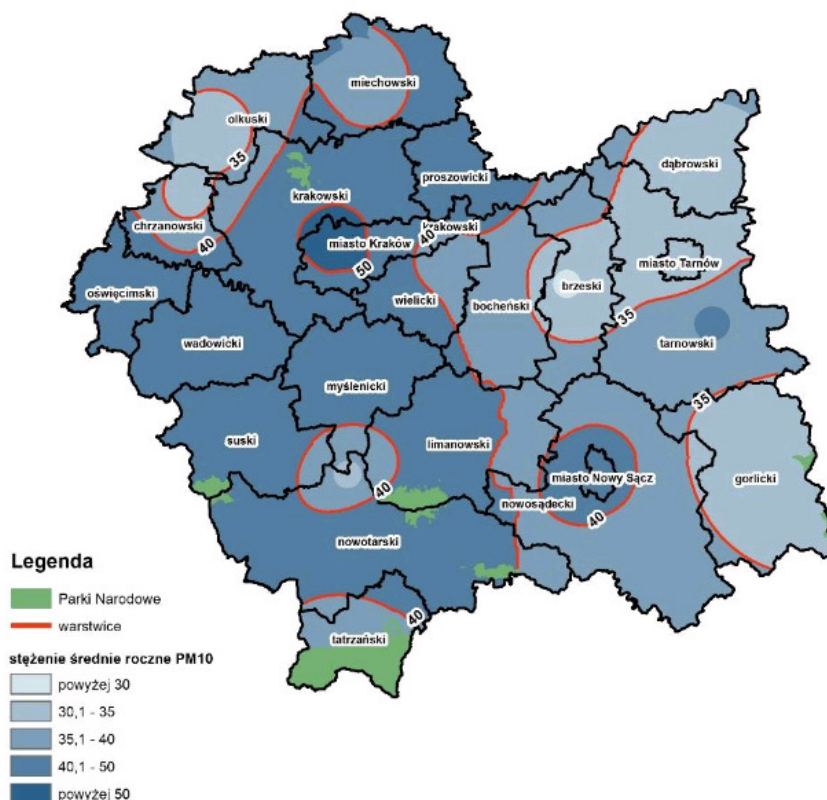 miechowski
olkuski
35
dąbrowski
proszowicki
krakowski
chrzanowski
40
krakowski
40
miasto Kraków
50
miasto Tarnów
oświęcimski
wielicki
bocheński
brzeski
35
wadowicki
tarnowski
myślenicki
35
suski
limanowski
miasto Nowy Sącz
gorlicki
40
nowosądecki
40
nowotarski
40
tatrzański
Legenda
Parki Narodowe
warstwice
stężenie średnie roczne PM10
powyżej 30
30,1 - 35
35,1 - 40
40,1 - 50
powyżej 50